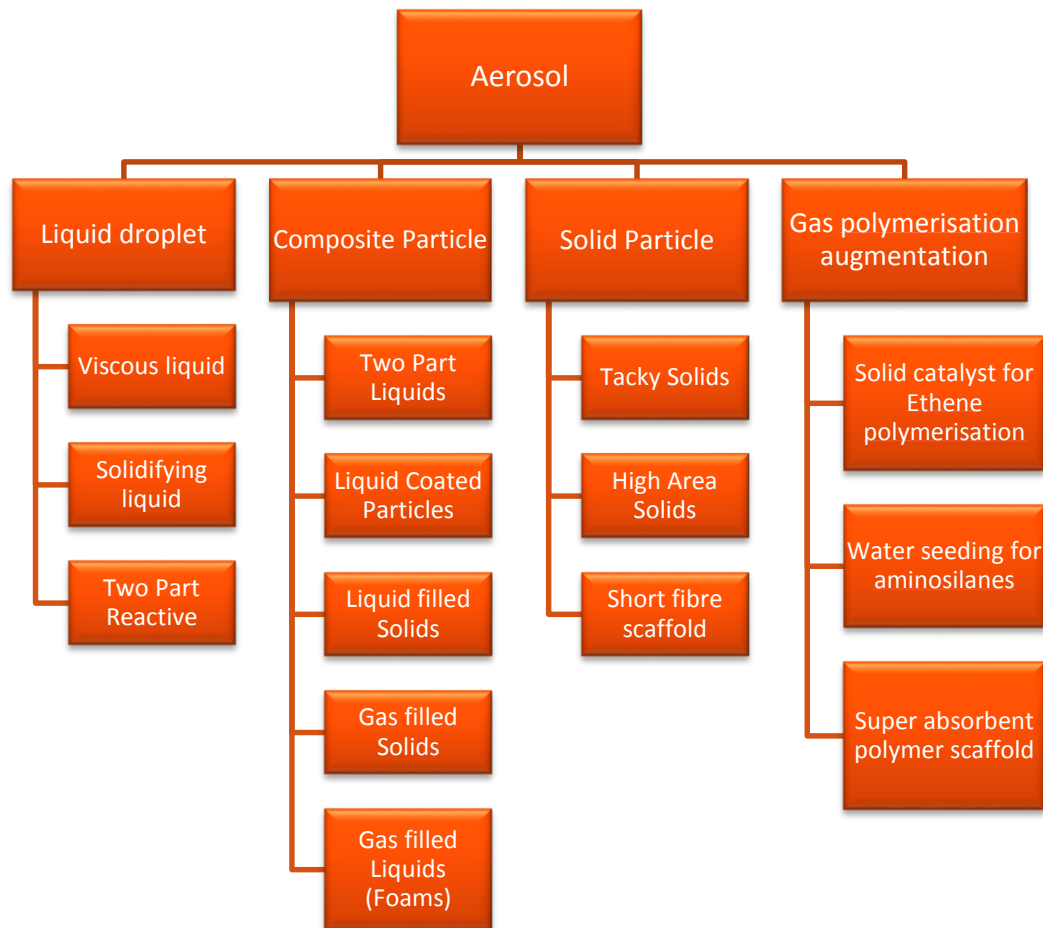 Aerosol
Liquid droplet
Viscous liquid
Solidifying
liquid
Two Part
Reactive
Composite Particle
Two Part
Liquids
Liquid Coated
Particles
Liquid filled
Solids
Gas filled
Solids
Gas filled
Liquids
(Foams)
Solid Particle
Tacky Solids
High Area
Solids
Short fibre
scaffold
Gas polymerisation
augmentation
Solid catalyst for
Ethene
polymerisation
Water seeding for
aminosilanes
Super absorbent
polymer scaffold